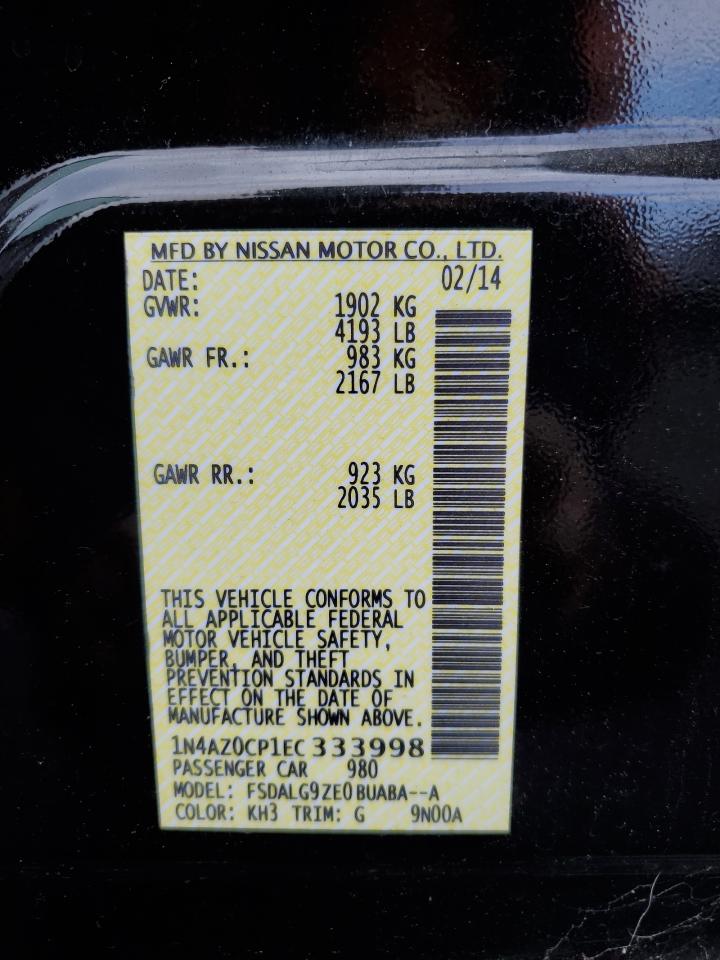 MFD BY NISSAN MOTOR CO., LTD.
DATE: 02/14
GVWR: 1902 KG
4193 LB
GAWR FR.: 983 KG
2167 LB
GAWR RR.: 923 KG
2035 LB
THIS VEHICLE CONFORMS TO
ALL APPLICABLE FEDERAL
MOTOR VEHICLE SAFETY,
BUMPER, AND THEFT
PREVENTION STANDARDS IN
EFFECT ON THE DATE OF
MANUFACTURE SHOWN ABOVE.
1N4AZ0CP1EC333998
PASSENGER CAR 980
MODEL: FSDALG9ZE0BUABA--A
COLOR: KH3 TRIM: G 9N00A